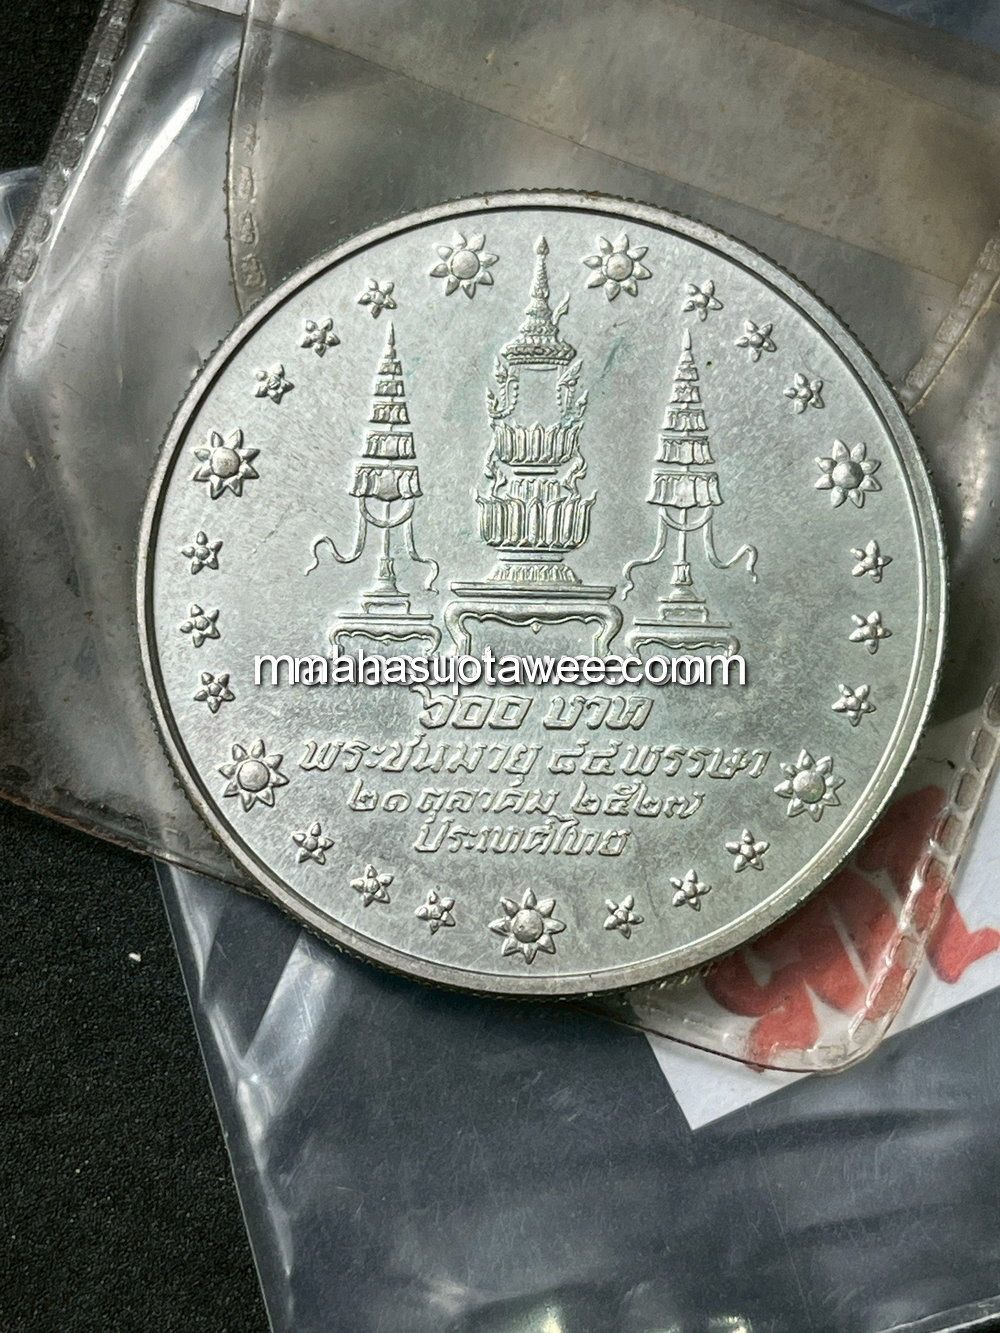 mmahasuptawee.com
๖๐๐ บาท
พระชนมายุ ๘๔ พรรษา
๒๑ ตุลาคม ๒๕๒๗
ประเทศไทย